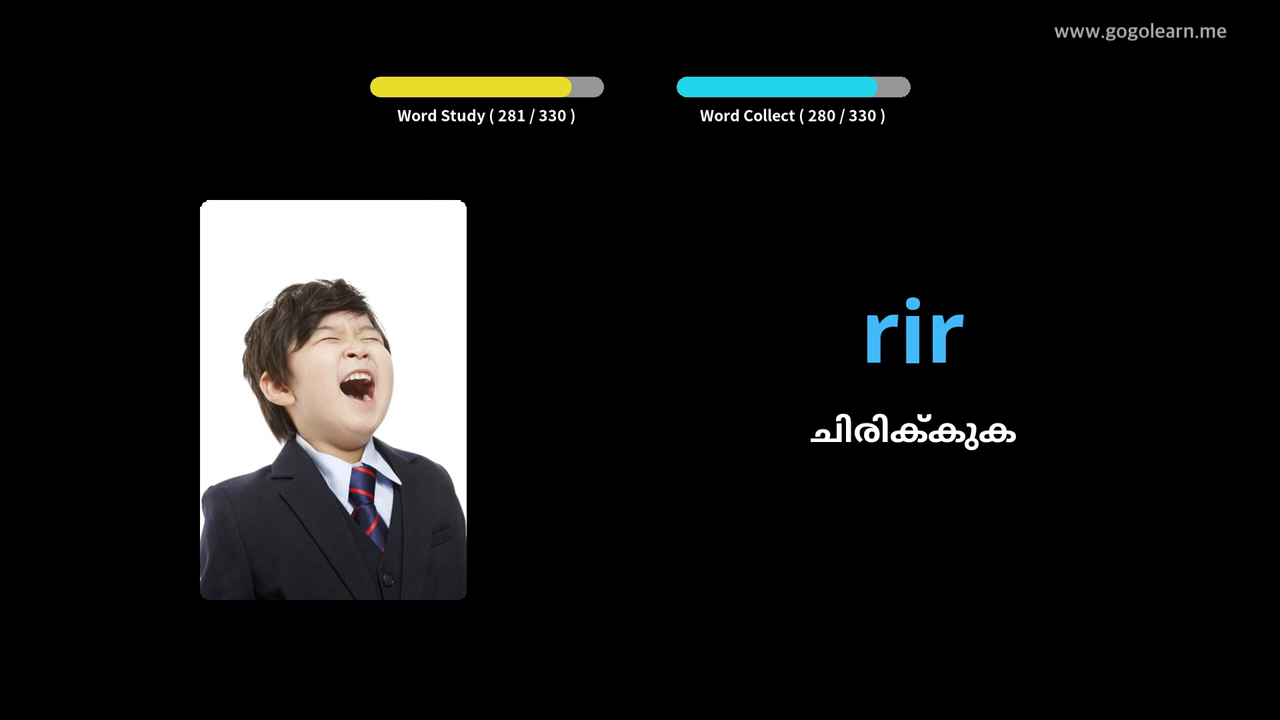 www.gogolearn.me
Word Study ( 281 / 330 )
Word Collect ( 280 / 330 )
rir
ചിരിക്കുക